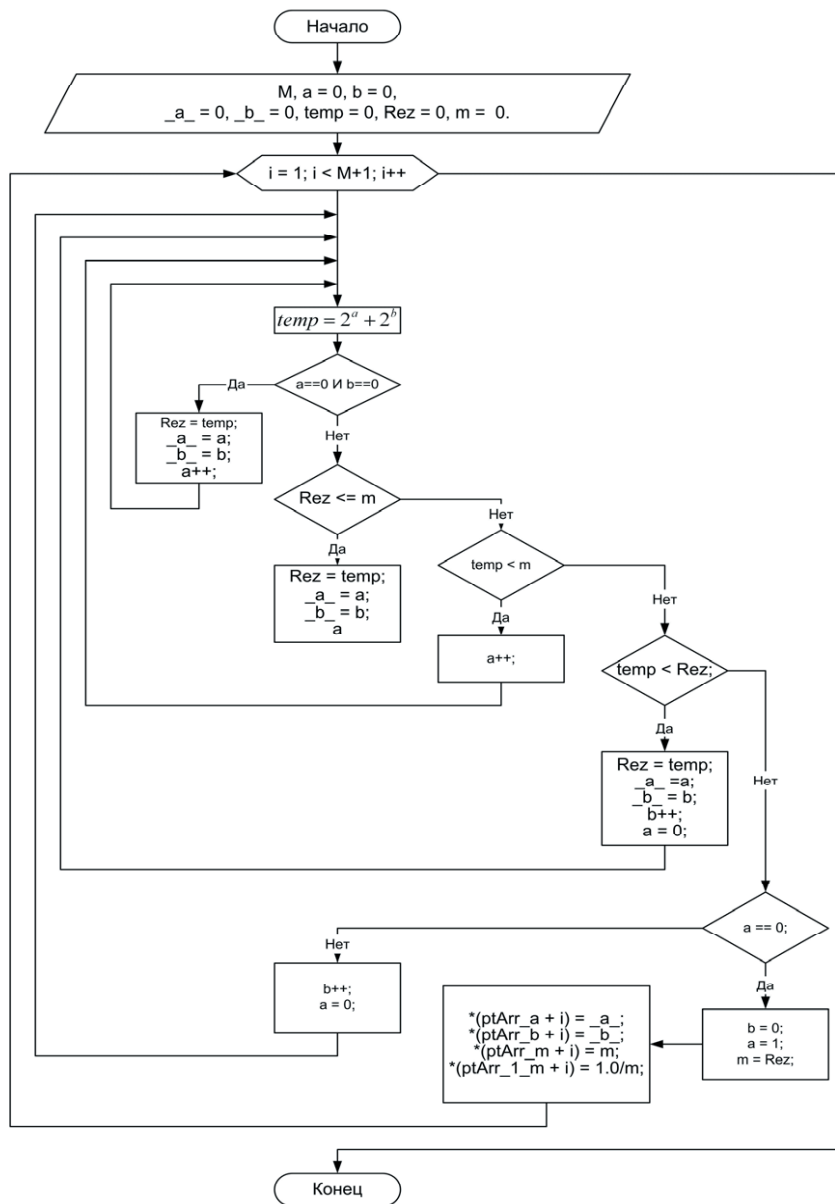 Начало
M, a = 0, b = 0,
_a_ = 0, _b_ = 0, temp = 0, Rez = 0, m = 0.
i = 1; i < M+1; i++
temp = 2^a + 2^b
a==0 И b==0
Да
Rez = temp;
_a_ = a;
_b_ = b;
a++;
Нет
Rez <= m
Нет
Да
Rez = temp;
_a_ = a;
_b_ = b;
a
temp < m
Нет
Да
a++;
temp < Rez;
Да
Нет
Rez = temp;
_a_ =a;
_b_ = b;
b++;
a = 0;
a == 0;
Нет
Да
b++;
a = 0;
b = 0;
a = 1;
m = Rez;
*(ptArr_a + i) = _a_;
*(ptArr_b + i) = _b_;
*(ptArr_m + i) = m;
*(ptArr_1_m + i) = 1.0/m;
Конец